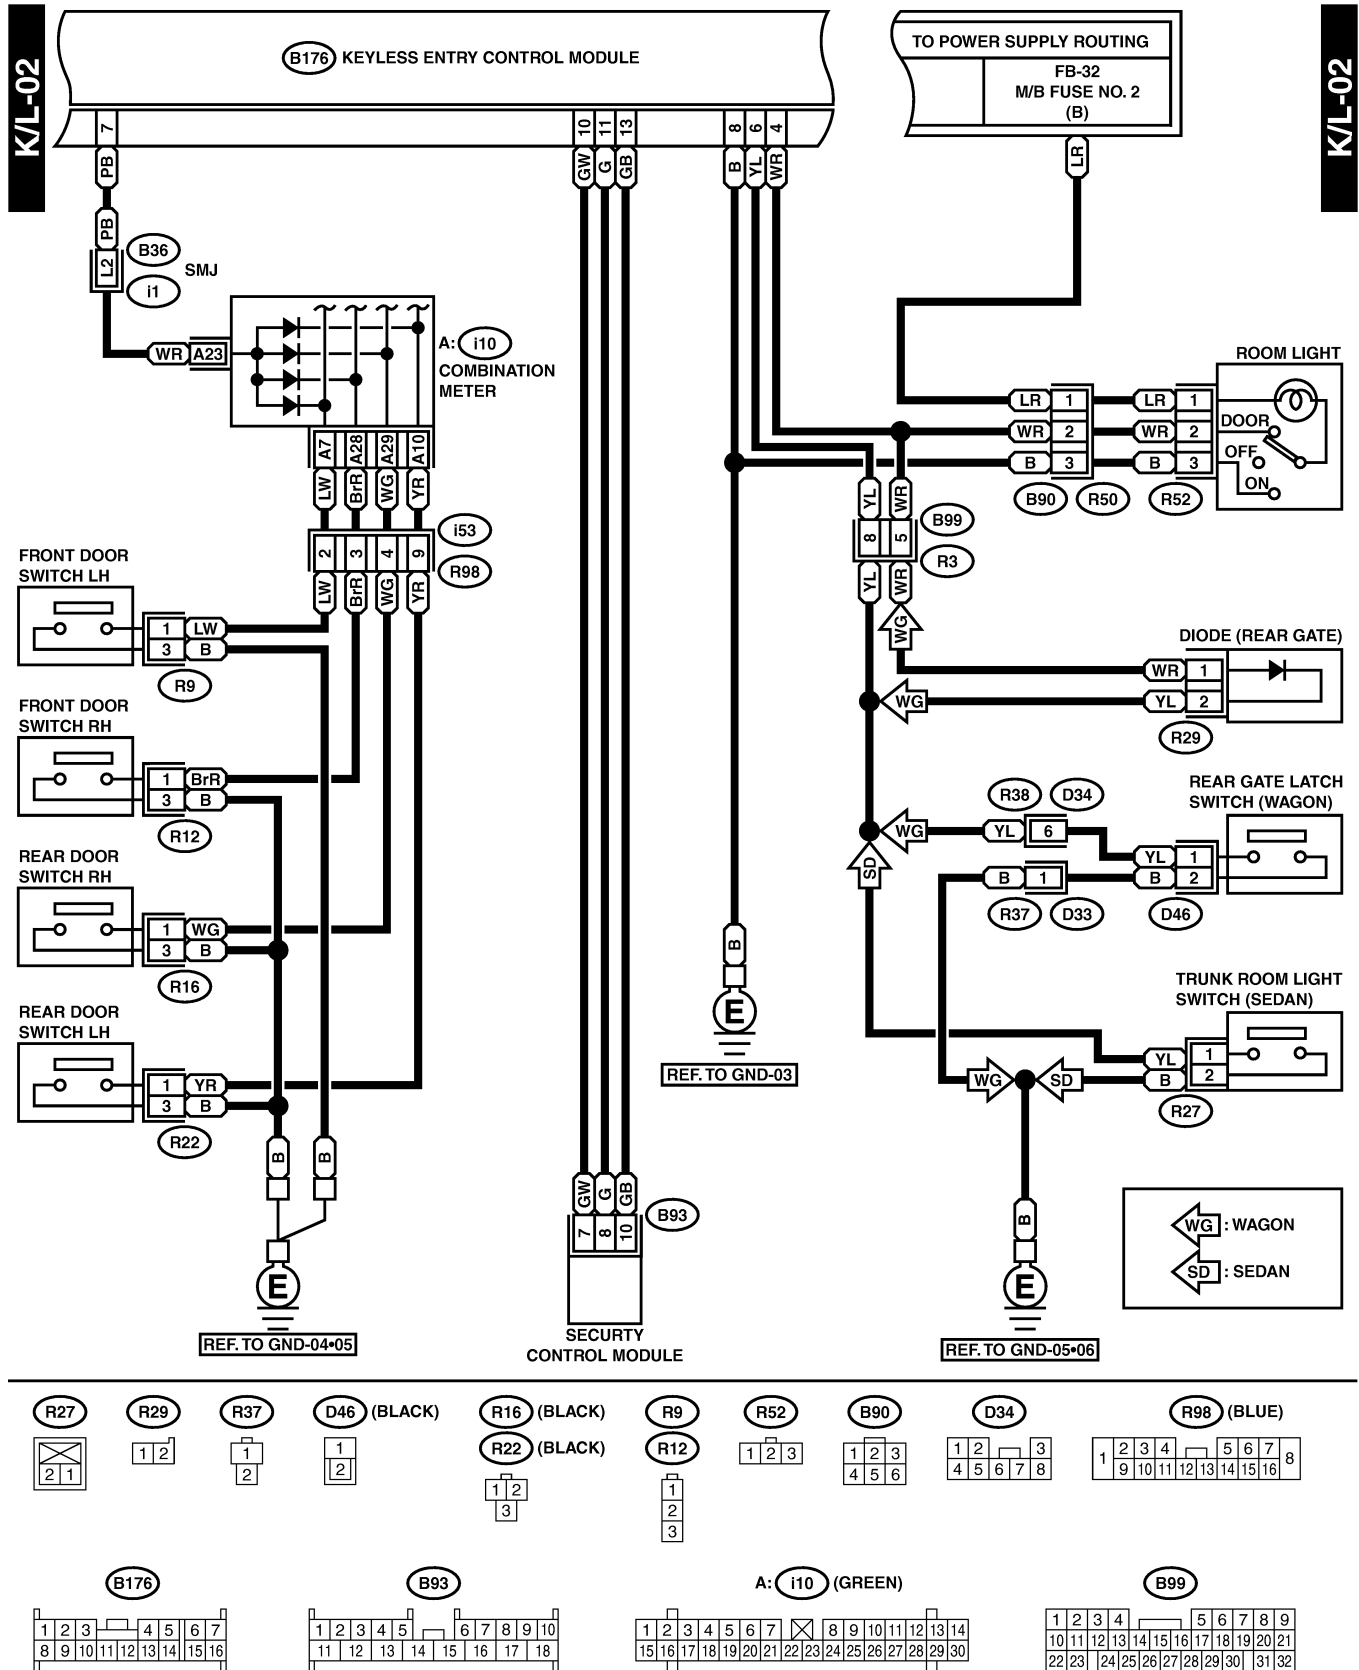 K/L-02
K/L-02
B176 KEYLESS ENTRY CONTROL MODULE
TO POWER SUPPLY ROUTING
FB-32
M/B FUSE NO. 2
(B)
7
10 11 13
8 6 4
PB
GW G GB
B YL WR
LR
PB
L2
B36
SMJ
i1
WR A23
A: i10
COMBINATION
METER
A7 A28 A29 A10
LW BrR WG YR
i53
2 3 4 9
R98
LW BrR WG YR
ROOM LIGHT
LR 1 LR 1
WR 2 WR 2
B 3 B 3
DOOR
OFF
ON
B90 R50 R52
YL WR
B99
8 5
R3
YL WR
WG
FRONT DOOR
SWITCH LH
1 LW
3 B
R9
DIODE (REAR GATE)
WR 1
WG YL 2
R29
FRONT DOOR
SWITCH RH
1 BrR
3 B
R12
REAR GATE LATCH
SWITCH (WAGON)
R38 D34
WG YL 6
YL 1
B 1 B 2
SD
R37 D33 D46
REAR DOOR
SWITCH RH
1 WG
3 B
R16
B
E
REF. TO GND-03
TRUNK ROOM LIGHT
SWITCH (SEDAN)
YL 1
WG SD B 2
R27
REAR DOOR
SWITCH LH
1 YR
3 B
R22
B B
E
REF. TO GND-04•05
GW G GB
7 8 10
B93
SECURTY
CONTROL MODULE
B
E
REF. TO GND-05•06
WG : WAGON
SD : SEDAN
R27 R29 R37 D46 (BLACK) R16 (BLACK) R9 R52 B90 D34 R98 (BLUE)
R22 (BLACK) R12
2 1
1 2
1
2
1
2
1 2
3
1
2
3
1 2 3
1 2 3
4 5 6
1 2 3
4 5 6 7 8
1 2 3 4 5 6 7 8
9 10 11 12 13 14 15 16
B176 B93 A: i10 (GREEN) B99
1 2 3 4 5 6 7
8 9 10 11 12 13 14 15 16
1 2 3 4 5 6 7 8 9 10
11 12 13 14 15 16 17 18
1 2 3 4 5 6 7 8 9 10 11 12 13 14
15 16 17 18 19 20 21 22 23 24 25 26 27 28 29 30
1 2 3 4 5 6 7 8 9
10 11 12 13 14 15 16 17 18 19 20 21
22 23 24 25 26 27 28 29 30 31 32